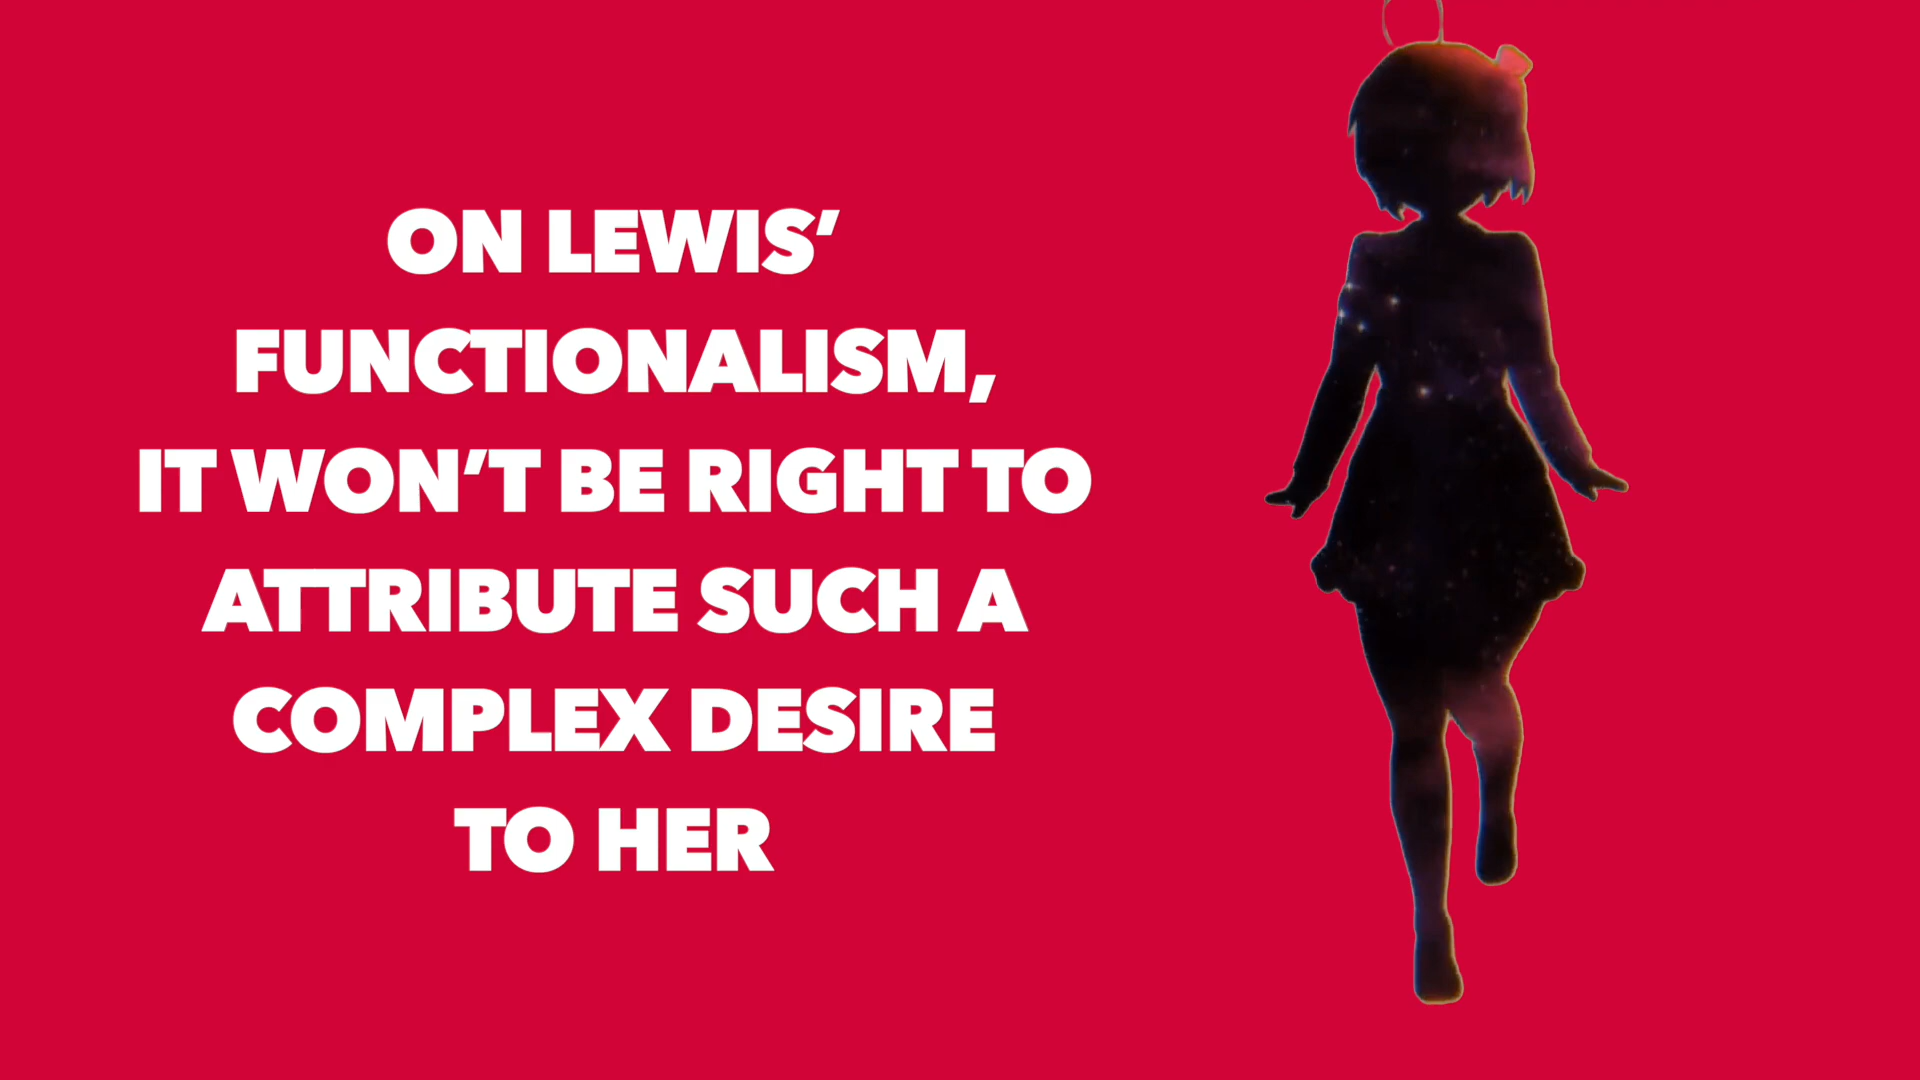 ON LEWIS’
FUNCTIONALISM,
IT WON’T BE RIGHT TO
ATTRIBUTE SUCH A
COMPLEX DESIRE
TO HER